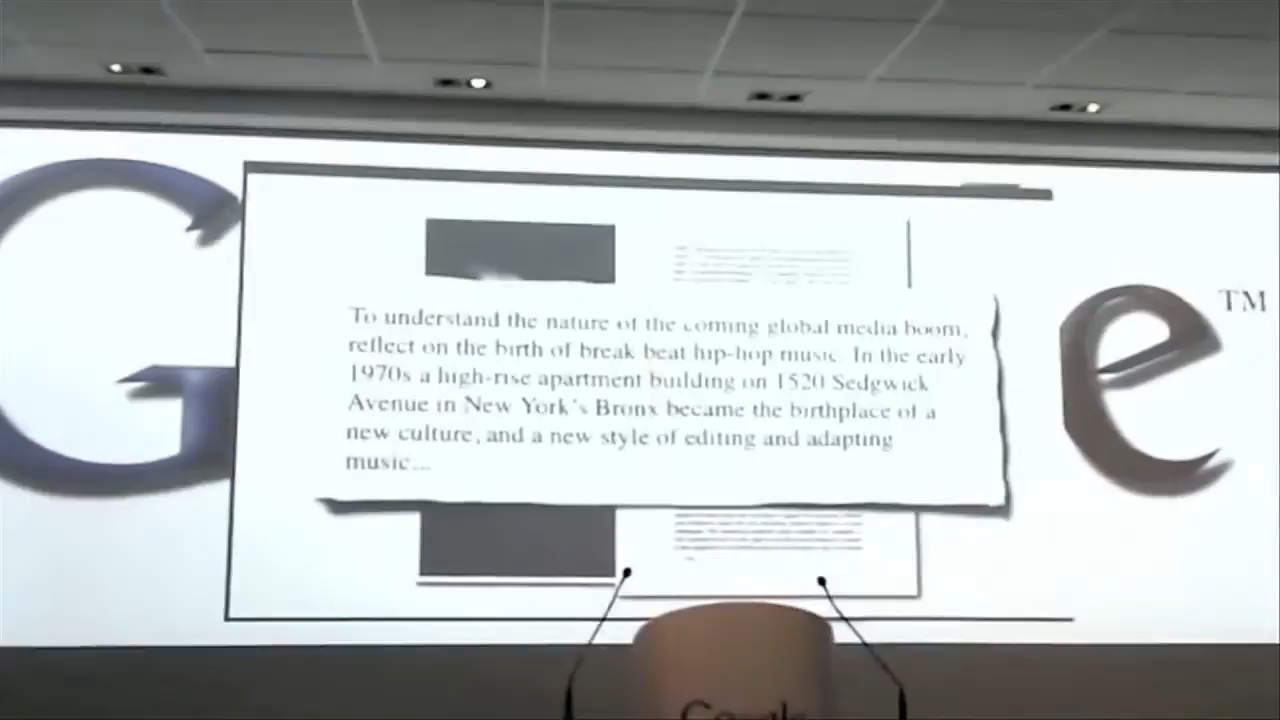 G
e™
To understand the nature of the coming global media boom,
reflect on the birth of break beat hip-hop music. In the early
1970s a high-rise apartment building on 1520 Sedgwick
Avenue in New York's Bronx became the birthplace of a
new culture, and a new style of editing and adapting
music...
Google